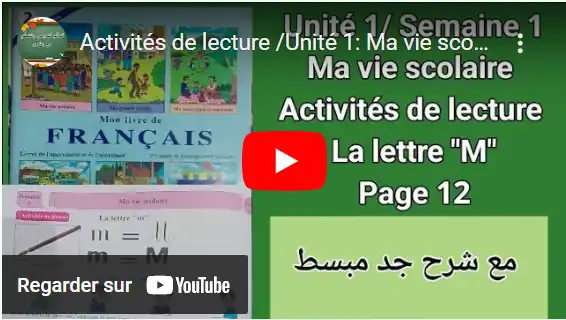 Activités de lecture /Unité 1: Ma vie sco...
Unité 1/ Semaine 1
Ma vie scolaire
Activités de lecture
La lettre "M"
Page 12
مع شرح جد مبسط
2
Ma vie scolaire
Mon livre de
FRANÇAIS
Ma vie scolaire
Activités de lecture
La lettre "m"
m =
m = M
Regarder sur YouTube